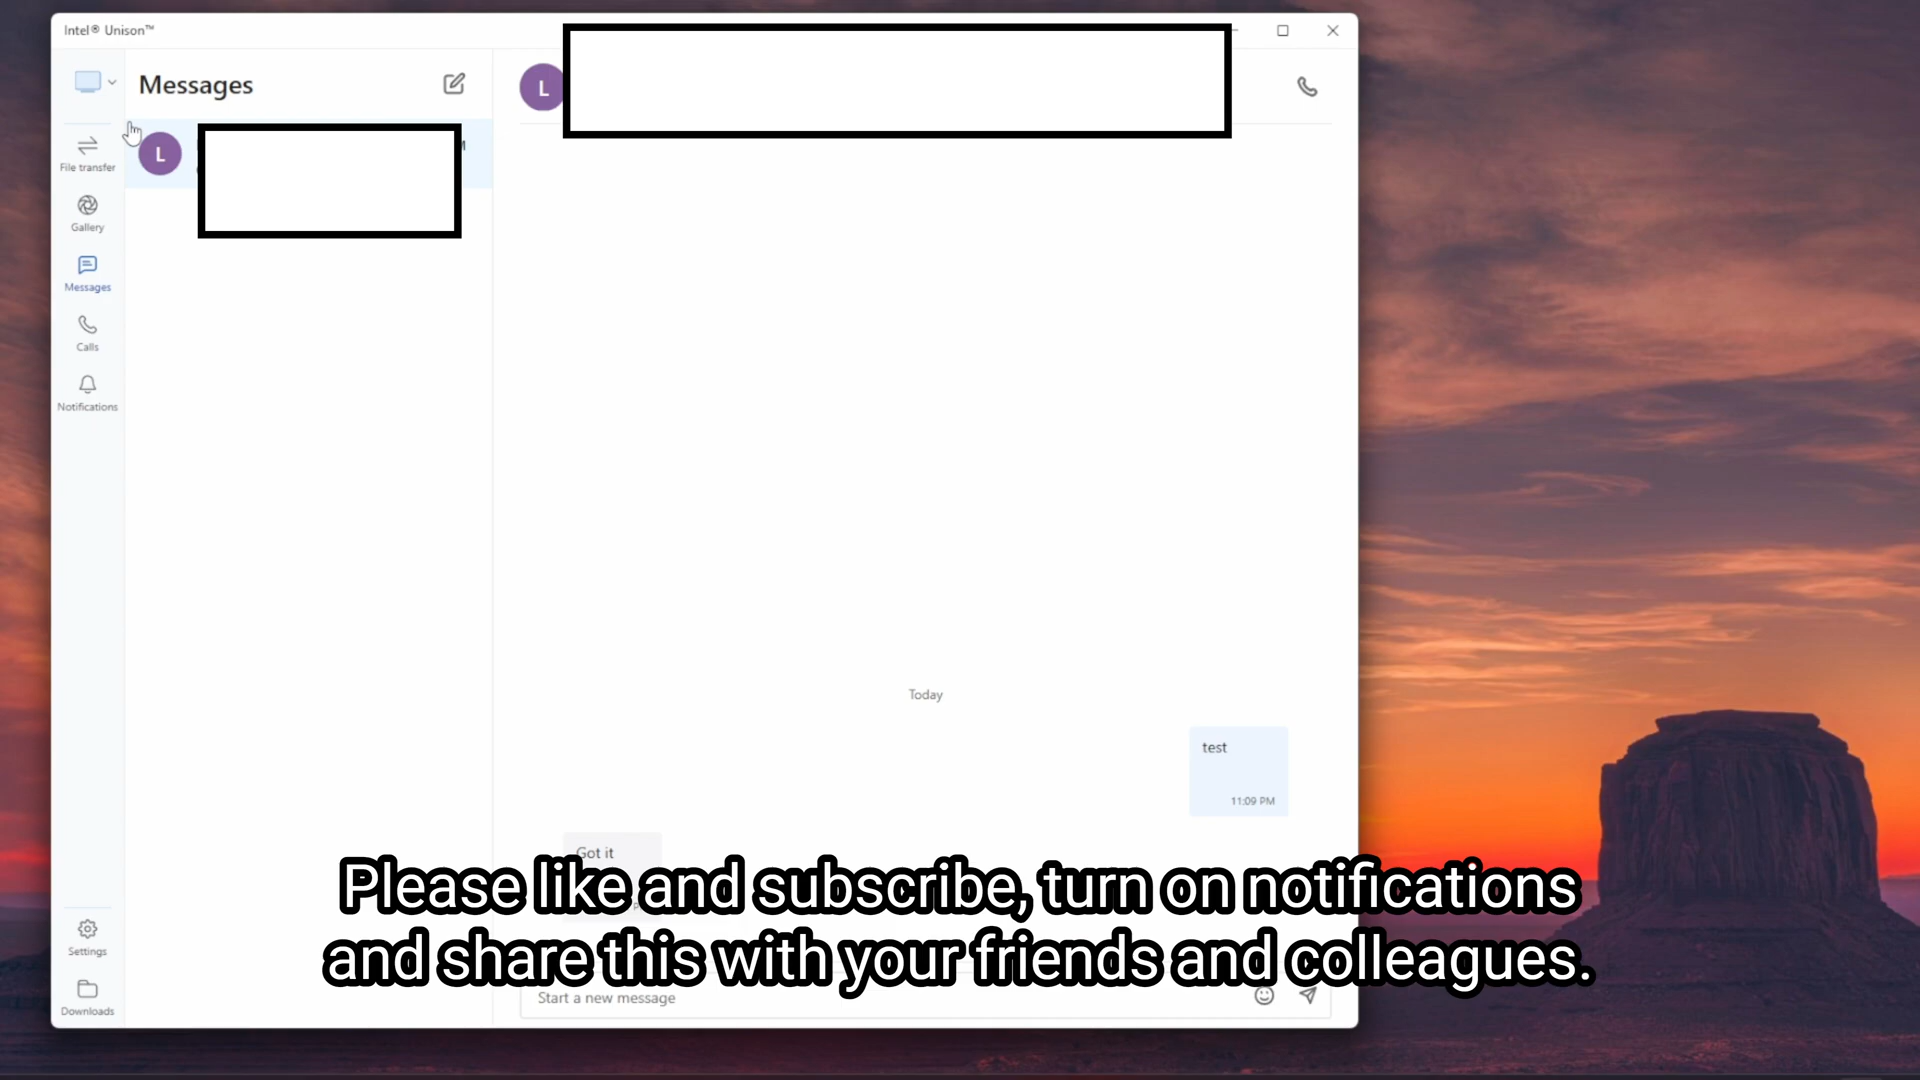 Intel® Unison™
Messages
L
L
File transfer
Gallery
Messages
Calls
Notifications
Today
test
11:09 PM
Got it
Please like and subscribe, turn on notifications
and share this with your friends and colleagues.
Start a new message
Settings
Downloads